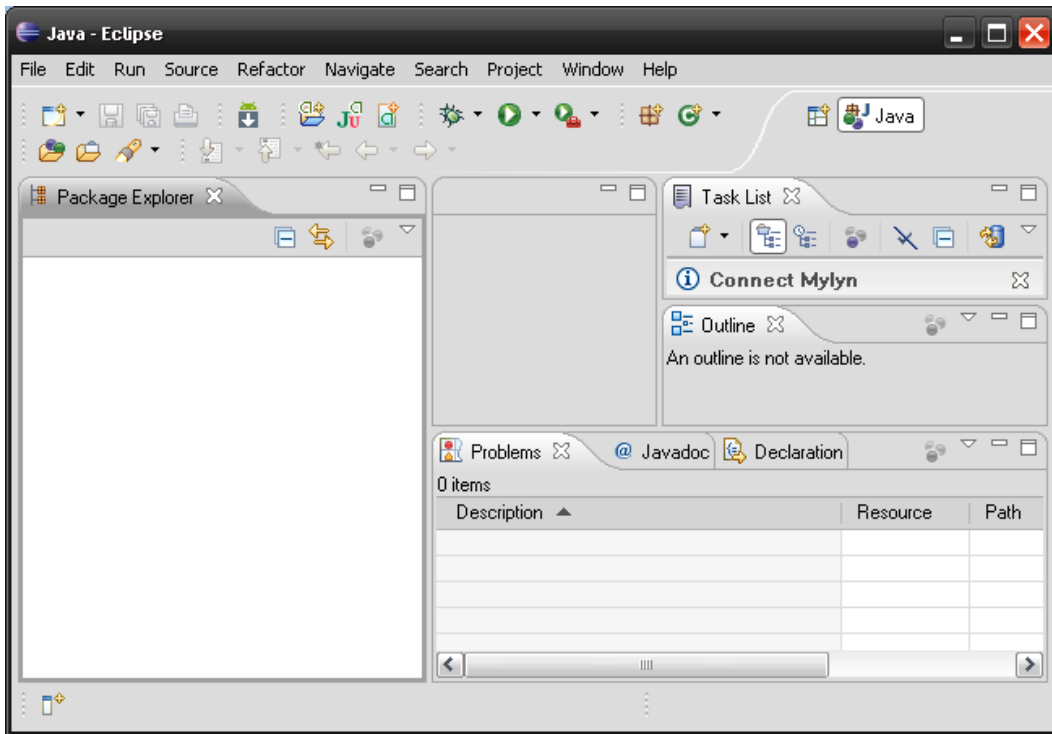 Java - Eclipse
File Edit Run Source Refactor Navigate Search Project Window Help
Java
Package Explorer
Task List
Connect Mylyn
Outline
An outline is not available.
Problems @ Javadoc Declaration
0 items
Description Resource Path